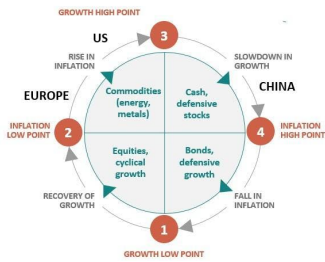 GROWTH HIGH POINT
3
US
RISE IN
INFLATION
SLOWDOWN IN
GROWTH
Commodities
(energy,
metals)
Cash,
defensive
stocks
EUROPE
CHINA
INFLATION
LOW POINT
2
4
INFLATION
HIGH POINT
Equities,
cyclical
growth
Bonds,
defensive
growth
RECOVERY OF
GROWTH
FALL IN
INFLATION
1
GROWTH LOW POINT